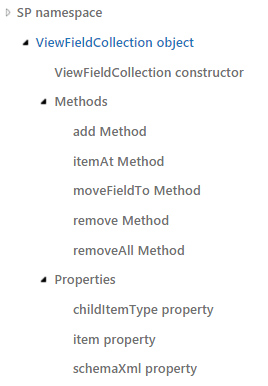 SP namespace
ViewFieldCollection object
ViewFieldCollection constructor
Methods
add Method
itemAt Method
moveFieldTo Method
remove Method
removeAll Method
Properties
childItemType property
item property
schemaXml property